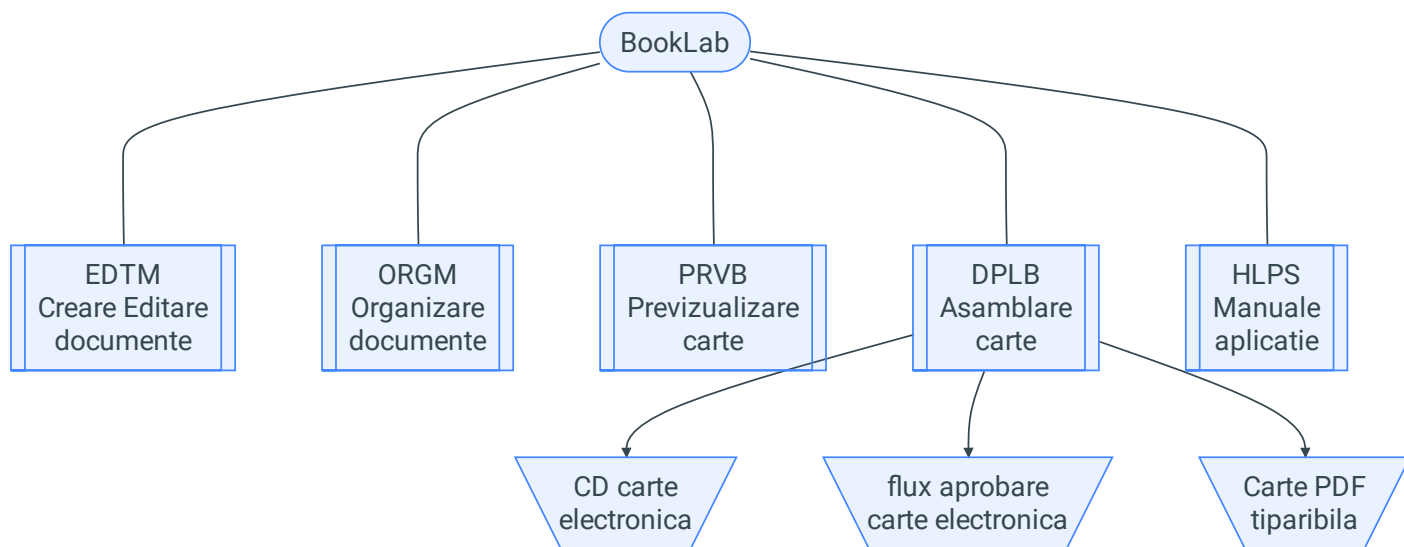 BookLab
EDTM
Creare Editare
documente
ORGM
Organizare
documente
PRVB
Previzualizare
carte
DPLB
Asamblare
carte
HLPS
Manuale
aplicatie
CD carte
electronica
flux aprobare
carte electronica
Carte PDF
tiparibila